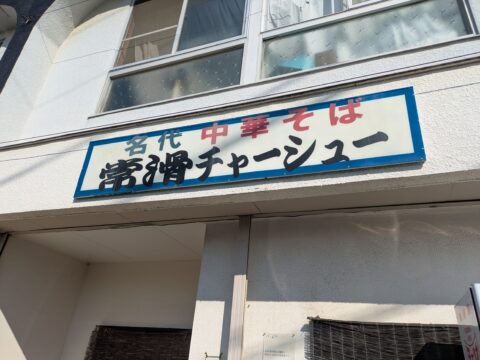 名代 中華そば
常滑チャーシュー